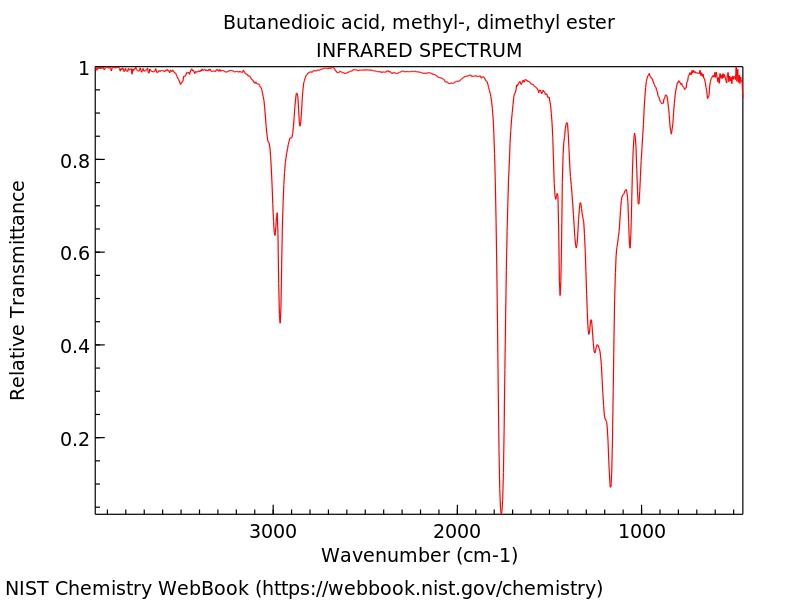 Butanedioic acid, methyl-, dimethyl ester
INFRARED SPECTRUM
1
0.8
0.6
0.4
0.2
Relative Transmittance
3000 2000 1000
Wavenumber (cm-1)
NIST Chemistry WebBook (https://webbook.nist.gov/chemistry)